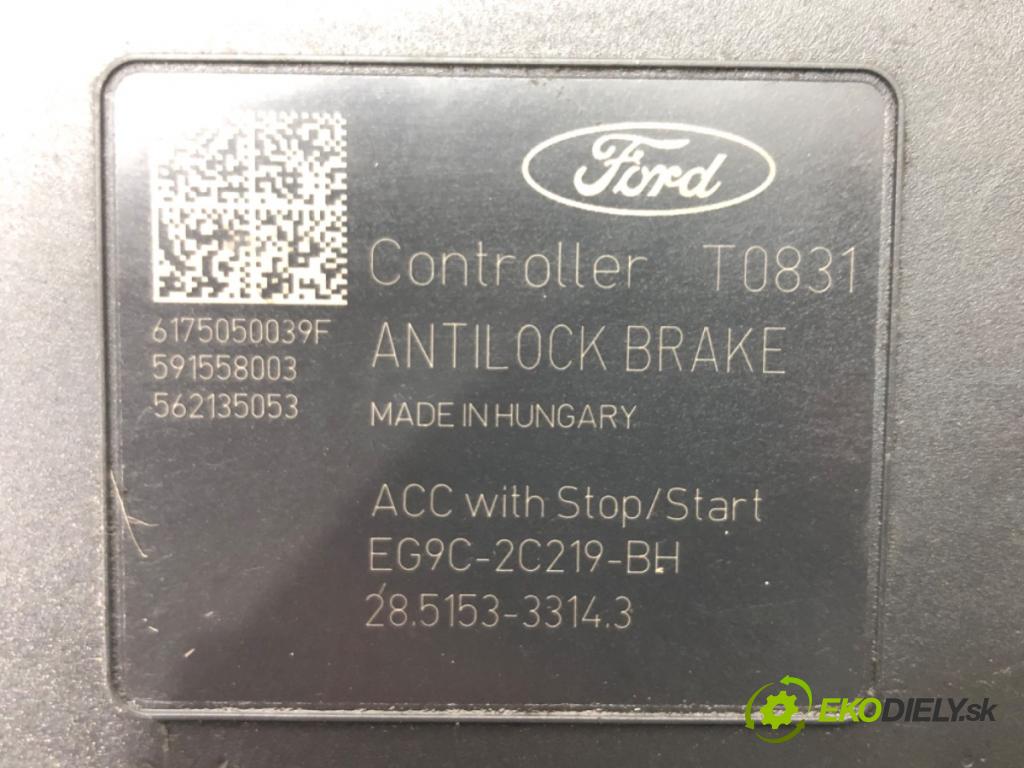 Ford
Controller T0831
6175050039F
591558003
562135053
ANTILOCK BRAKE
MADE IN HUNGARY
ACC with Stop/Start
EG9C-2C219-BH
28.5153-3314.3
EKODIELY.sk